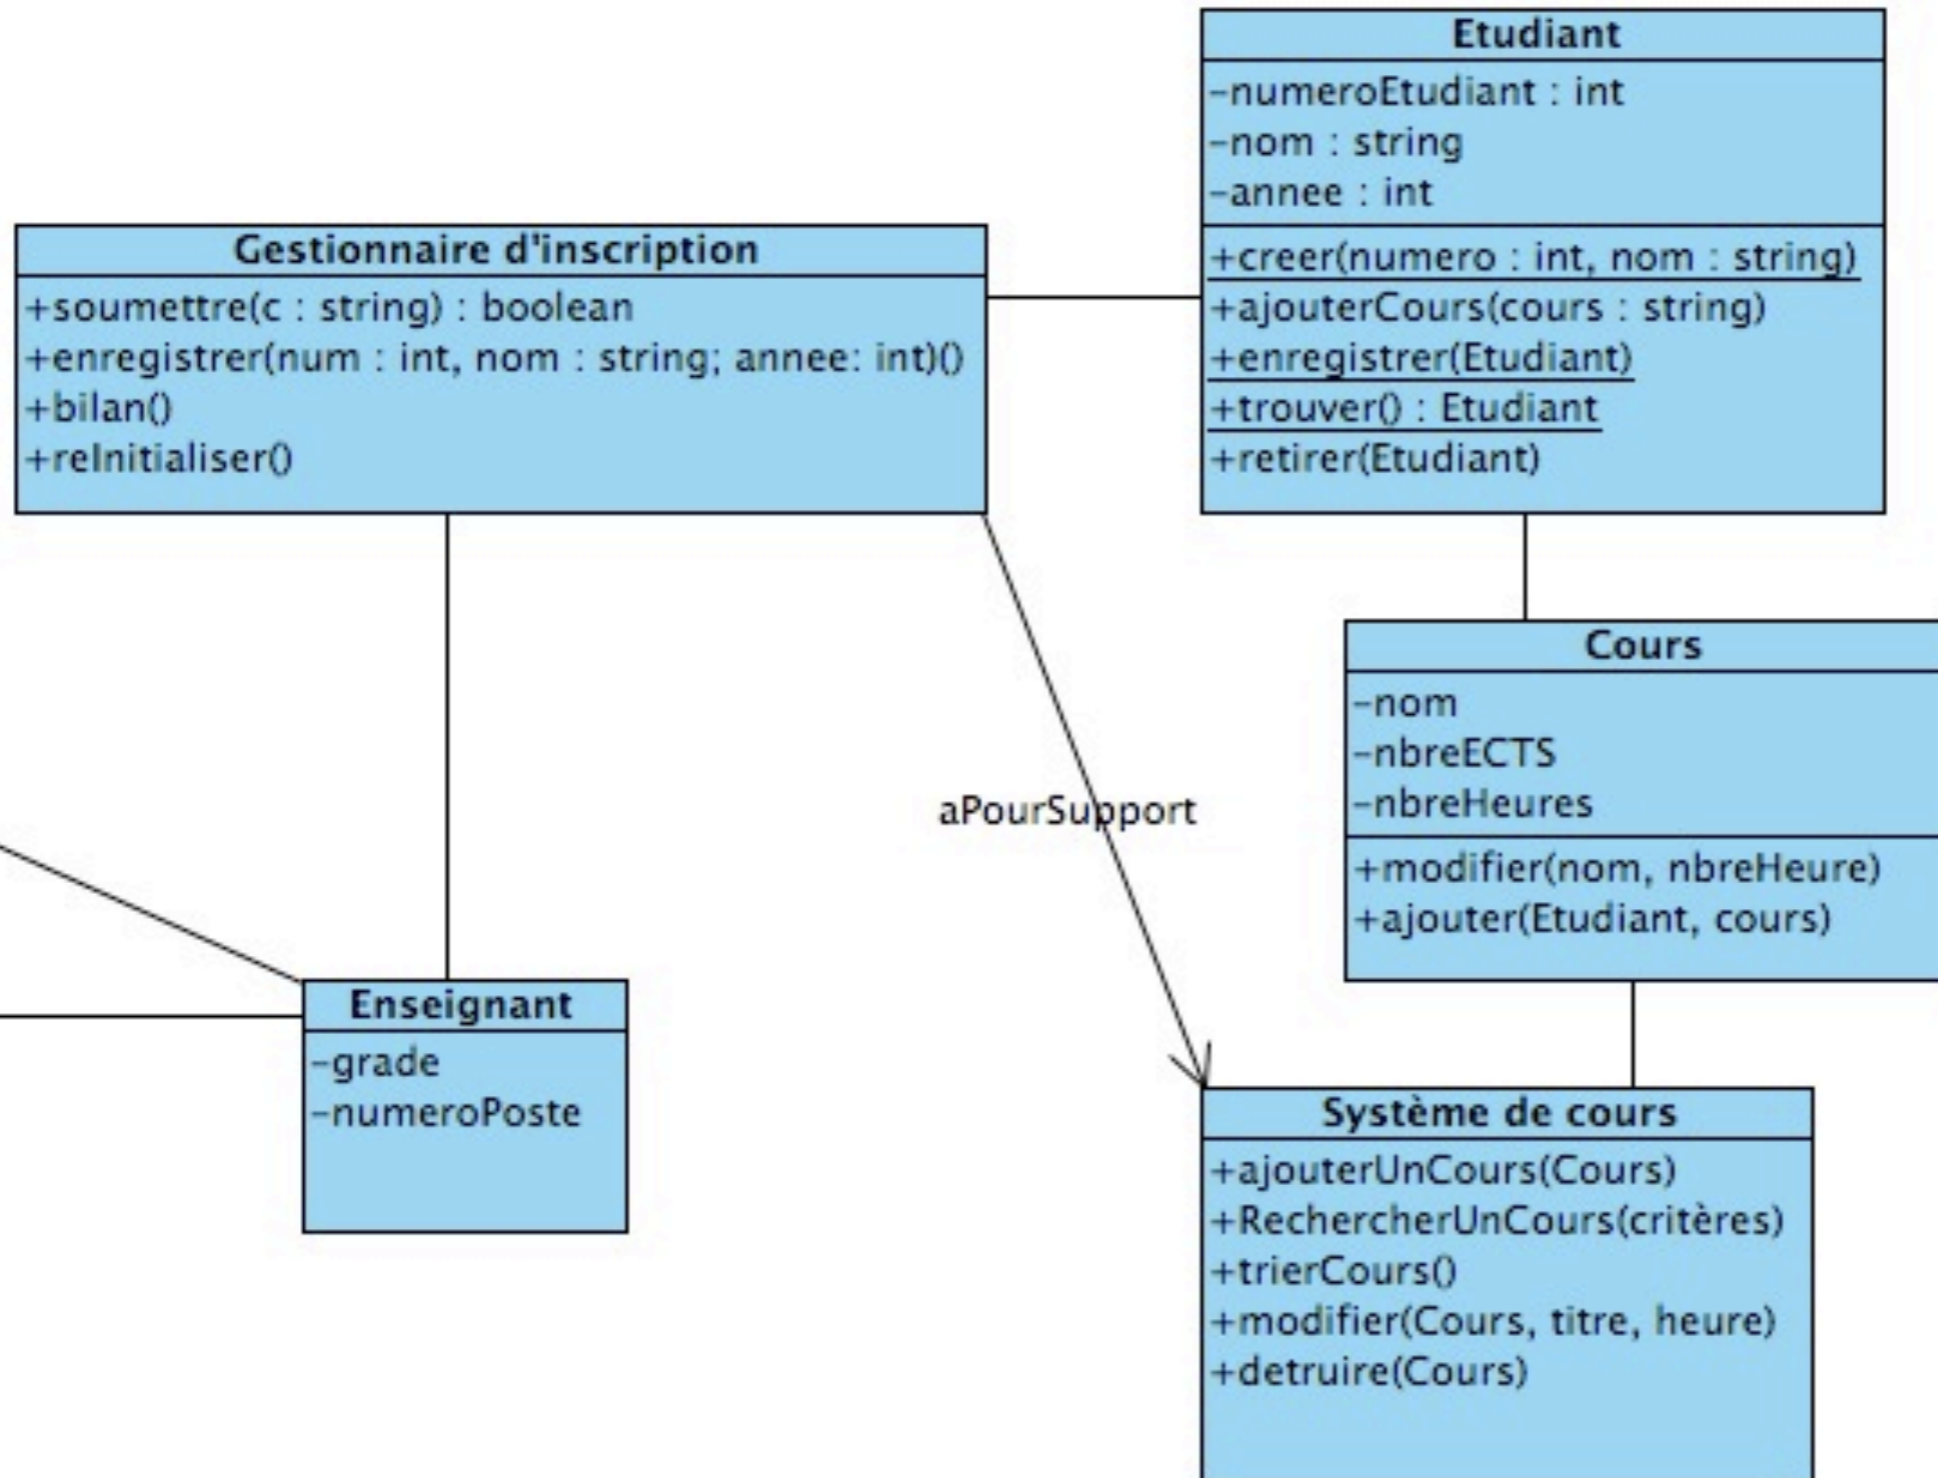 Etudiant
-numeroEtudiant : int
-nom : string
-annee : int
+creer(numero : int, nom : string)
+ajouterCours(cours : string)
+enregistrer(Etudiant)
+trouver() : Etudiant
+retirer(Etudiant)
Gestionnaire d'inscription
+soumettre(c : string) : boolean
+enregistrer(num : int, nom : string; annee: int)()
+bilan()
+reInitialiser()
Cours
-nom
-nbreECTS
-nbreHeures
+modifier(nom, nbreHeure)
+ajouter(Etudiant, cours)
aPourSupport
Enseignant
-grade
-numeroPoste
Système de cours
+ajouterUnCours(Cours)
+RechercherUnCours(critères)
+trierCours()
+modifier(Cours, titre, heure)
+detruire(Cours)